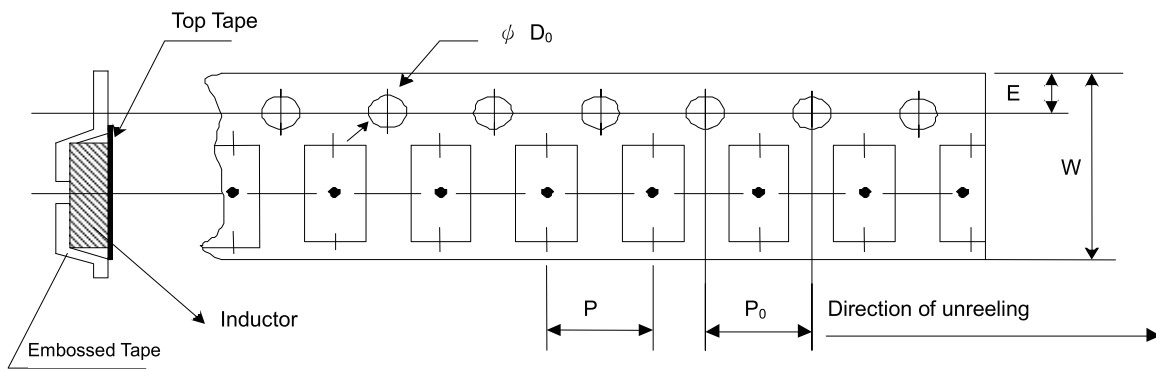 Top Tape
ψ D₀
E
W
P
P₀
Direction of unreeling
Inductor
Embossed Tape